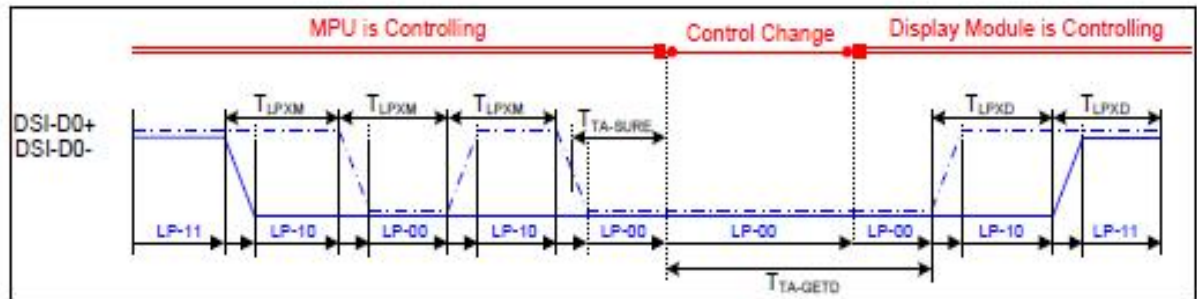 MPU is Controlling Control Change Display Module is Controlling
TLPXM TLPXM TLPXM TTA-SURE TLPXD TLPXD
DSI-D0+
DSI-D0-
LP-11 LP-10 LP-00 LP-10 LP-00 LP-00 LP-00 LP-10 LP-11
TTA-GETD